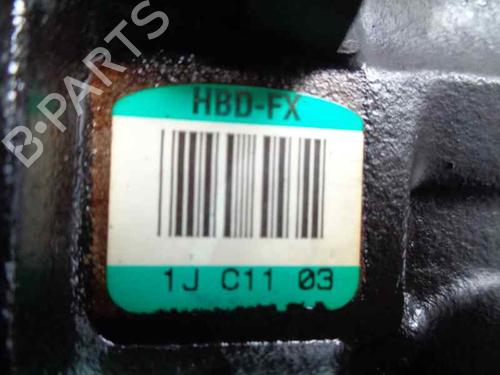 B-PARTS
HBD-FX
1J C11 03